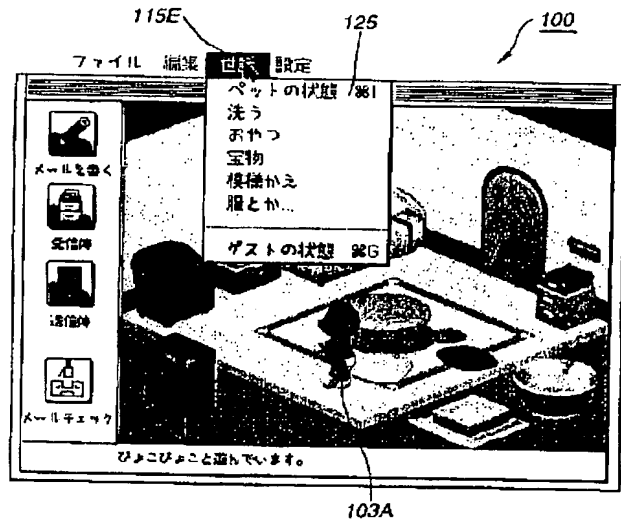 115E
125
100
ファイル 編集 世話 設定
ペットの状態 ⌘I
洗う
おやつ
宝物
模様がえ
服とか...
ゲストの状態 ⌘G
メールを書く
受信簿
送信簿
メールチェック
ぴょこぴょこと遊んでいます。
103A